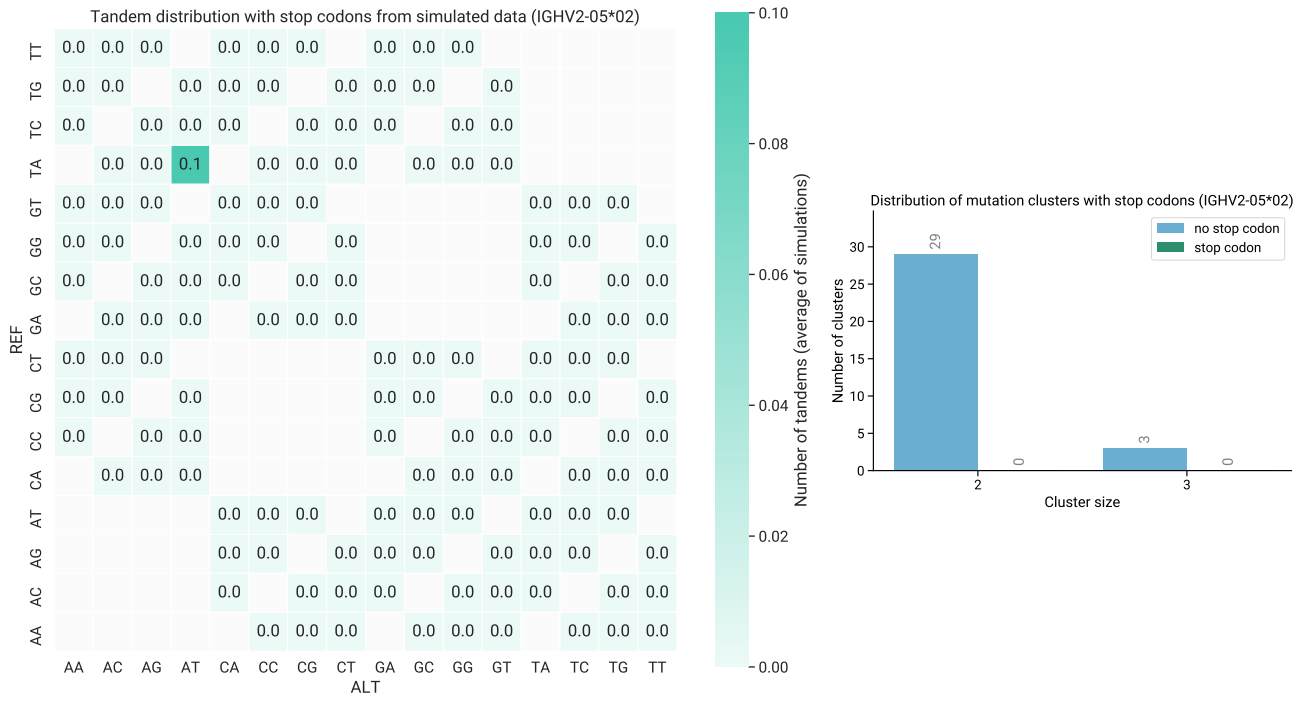 Tandem distribution with stop codons from simulated data (IGHV2-05*02)
TT 0.0 0.0 0.0 0.0 0.0 0.0 0.0 0.0 0.0
TG 0.0 0.0 0.0 0.0 0.0 0.0 0.0 0.0 0.0
TC 0.0 0.0 0.0 0.0 0.0 0.0 0.0 0.0 0.0
TA 0.0 0.0 0.1 0.0 0.0 0.0 0.0 0.0 0.0
GT 0.0 0.0 0.0 0.0 0.0 0.0 0.0 0.0 0.0
GG 0.0 0.0 0.0 0.0 0.0 0.0 0.0 0.0 0.0
GC 0.0 0.0 0.0 0.0 0.0 0.0 0.0 0.0 0.0
GA 0.0 0.0 0.0 0.0 0.0 0.0 0.0 0.0 0.0
CT 0.0 0.0 0.0 0.0 0.0 0.0 0.0 0.0 0.0
CG 0.0 0.0 0.0 0.0 0.0 0.0 0.0 0.0 0.0
CC 0.0 0.0 0.0 0.0 0.0 0.0 0.0 0.0 0.0
CA 0.0 0.0 0.0 0.0 0.0 0.0 0.0 0.0 0.0
AT 0.0 0.0 0.0 0.0 0.0 0.0 0.0 0.0 0.0
AG 0.0 0.0 0.0 0.0 0.0 0.0 0.0 0.0 0.0
AC 0.0 0.0 0.0 0.0 0.0 0.0 0.0 0.0 0.0
AA 0.0 0.0 0.0 0.0 0.0 0.0 0.0 0.0 0.0
REF
AA AC AG AT CA CC CG CT GA GC GG GT TA TC TG TT
ALT
0.10
0.08
0.06
0.04
0.02
0.00
Number of tandems (average of simulations)
Distribution of mutation clusters with stop codons (IGHV2-05*02)
no stop codon
stop codon
30
25
20
15
10
5
0
Number of clusters
29
0
3
0
2 3
Cluster size